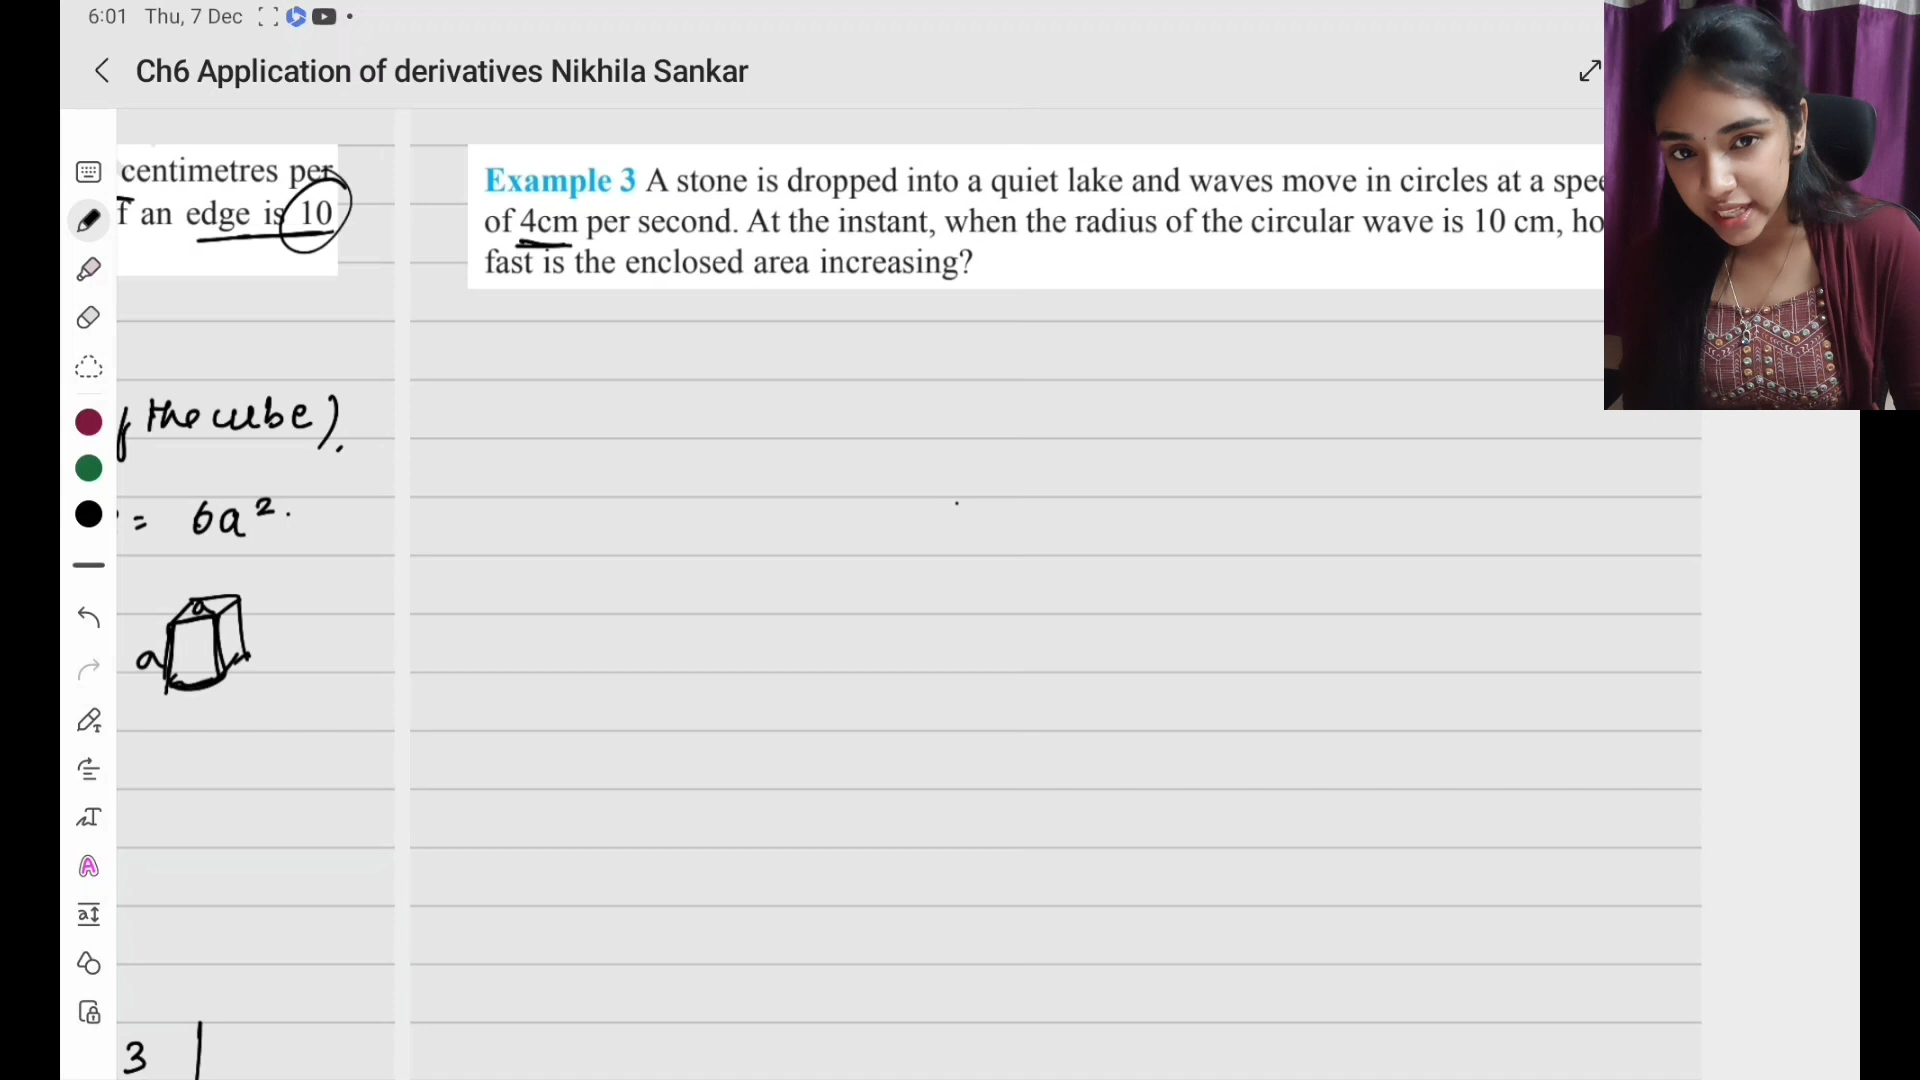 6:01 Thu, 7 Dec
Ch6 Application of derivatives Nikhila Sankar
centimetres per
f an edge is 10
Example 3 A stone is dropped into a quiet lake and waves move in circles at a spee
of 4cm per second. At the instant, when the radius of the circular wave is 10 cm, ho
fast is the enclosed area increasing?
f the cube).
= 6a².
a
a
3